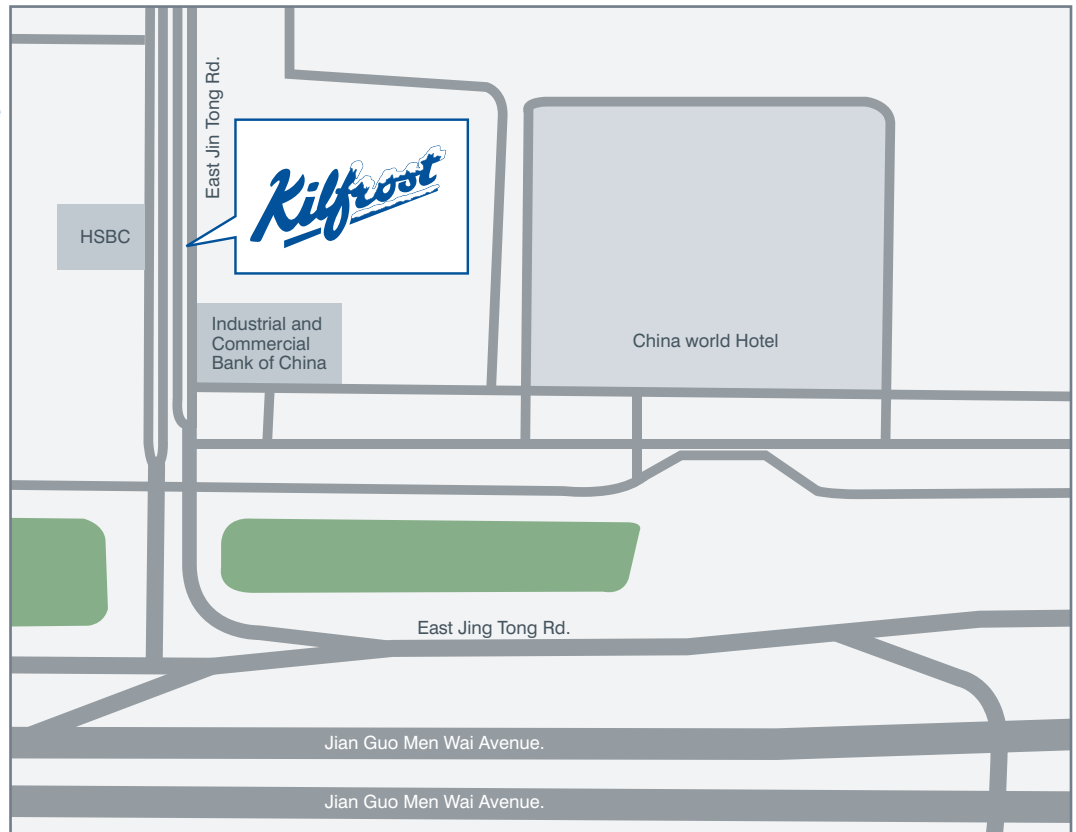 East Jin Tong Rd.
Kilfrost
HSBC
Industrial and
Commercial
Bank of China
China world Hotel
East Jing Tong Rd.
Jian Guo Men Wai Avenue.
Jian Guo Men Wai Avenue.